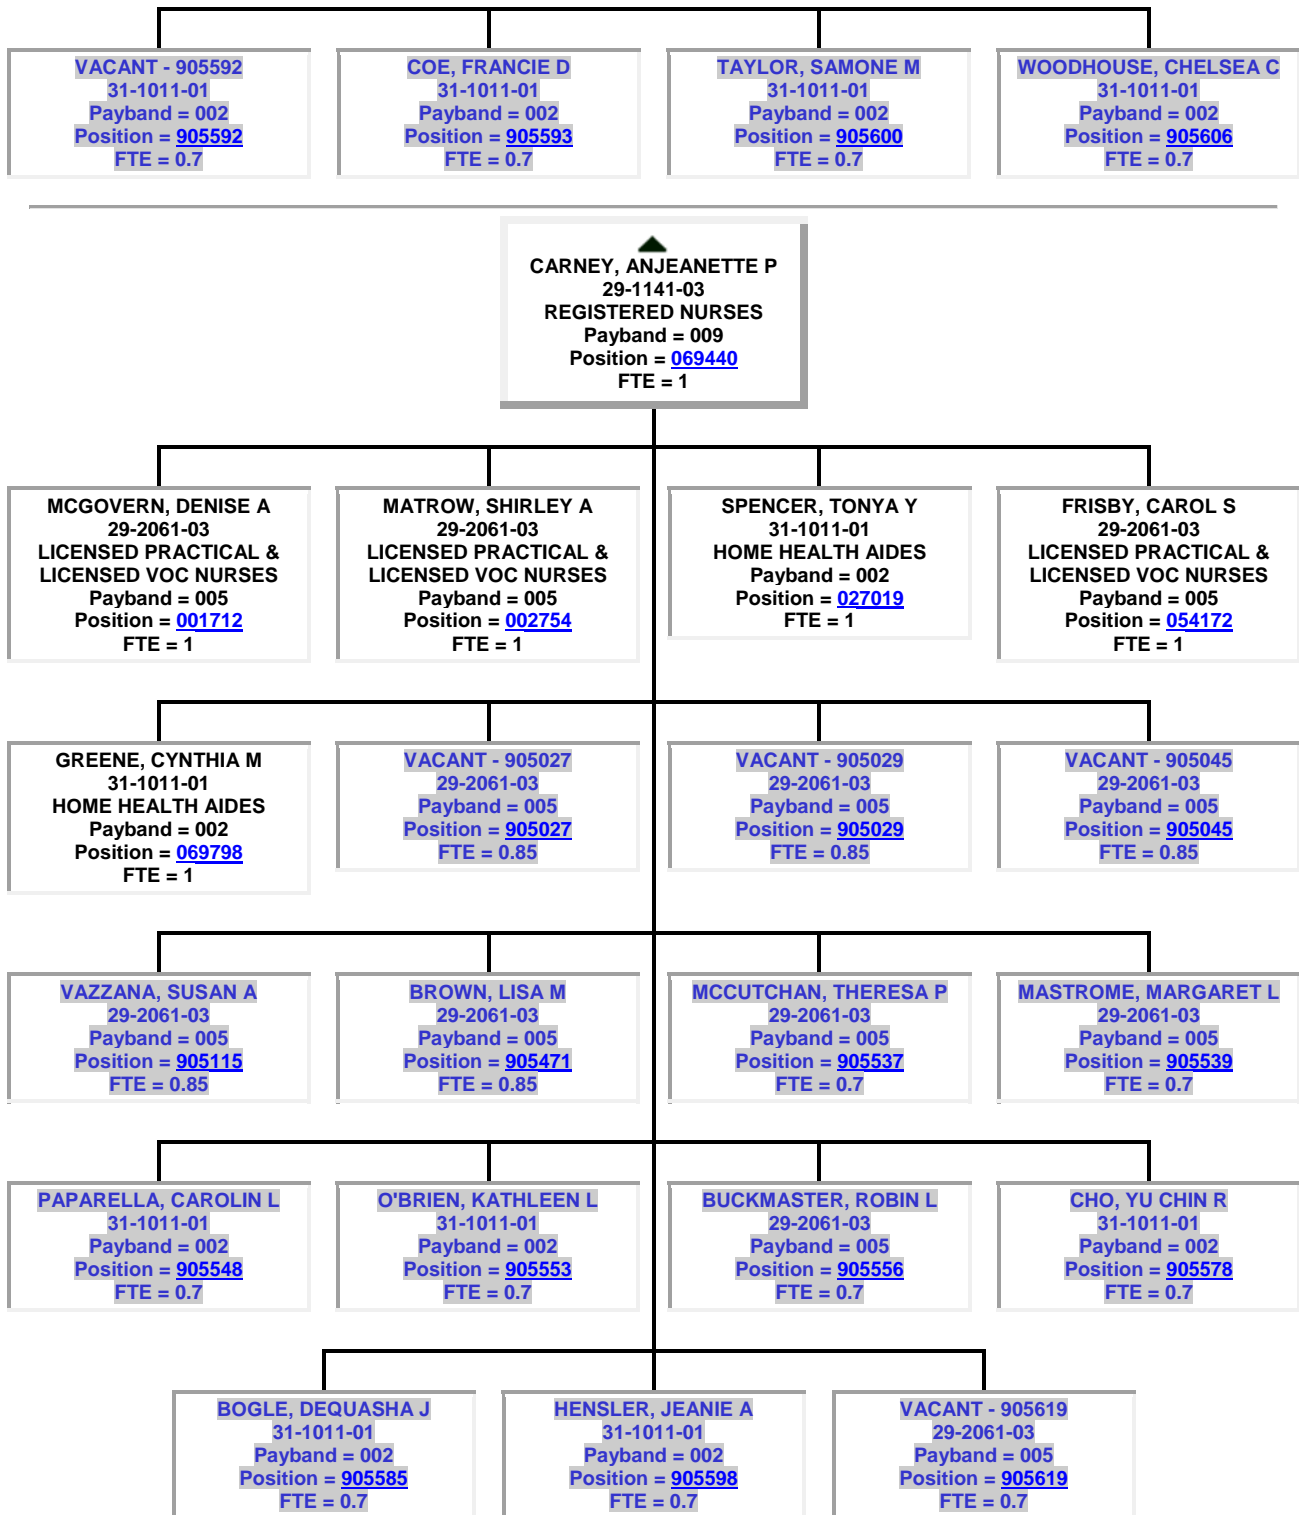 VACANT - 905592
31-1011-01
Payband = 002
Position = 905592
FTE = 0.7
COE, FRANCIE D
31-1011-01
Payband = 002
Position = 905593
FTE = 0.7
TAYLOR, SAMONE M
31-1011-01
Payband = 002
Position = 905600
FTE = 0.7
WOODHOUSE, CHELSEA C
31-1011-01
Payband = 002
Position = 905606
FTE = 0.7
CARNEY, ANJEANETTE P
29-1141-03
REGISTERED NURSES
Payband = 009
Position = 069440
FTE = 1
MCGOVERN, DENISE A
29-2061-03
LICENSED PRACTICAL &
LICENSED VOC NURSES
Payband = 005
Position = 001712
FTE = 1
MATROW, SHIRLEY A
29-2061-03
LICENSED PRACTICAL &
LICENSED VOC NURSES
Payband = 005
Position = 002754
FTE = 1
SPENCER, TONYA Y
31-1011-01
HOME HEALTH AIDES
Payband = 002
Position = 027019
FTE = 1
FRISBY, CAROL S
29-2061-03
LICENSED PRACTICAL &
LICENSED VOC NURSES
Payband = 005
Position = 054172
FTE = 1
GREENE, CYNTHIA M
31-1011-01
HOME HEALTH AIDES
Payband = 002
Position = 069798
FTE = 1
VACANT - 905027
29-2061-03
Payband = 005
Position = 905027
FTE = 0.85
VACANT - 905029
29-2061-03
Payband = 005
Position = 905029
FTE = 0.85
VACANT - 905045
29-2061-03
Payband = 005
Position = 905045
FTE = 0.85
VAZZANA, SUSAN A
29-2061-03
Payband = 005
Position = 905115
FTE = 0.85
BROWN, LISA M
29-2061-03
Payband = 005
Position = 905471
FTE = 0.85
MCCUTCHAN, THERESA P
29-2061-03
Payband = 005
Position = 905537
FTE = 0.7
MASTROME, MARGARET L
29-2061-03
Payband = 005
Position = 905539
FTE = 0.7
PAPARELLA, CAROLIN L
31-1011-01
Payband = 002
Position = 905548
FTE = 0.7
O'BRIEN, KATHLEEN L
31-1011-01
Payband = 002
Position = 905553
FTE = 0.7
BUCKMASTER, ROBIN L
29-2061-03
Payband = 005
Position = 905556
FTE = 0.7
CHO, YU CHIN R
31-1011-01
Payband = 002
Position = 905578
FTE = 0.7
BOGLE, DEQUASHA J
31-1011-01
Payband = 002
Position = 905585
FTE = 0.7
HENSLER, JEANIE A
31-1011-01
Payband = 002
Position = 905598
FTE = 0.7
VACANT - 905619
29-2061-03
Payband = 005
Position = 905619
FTE = 0.7